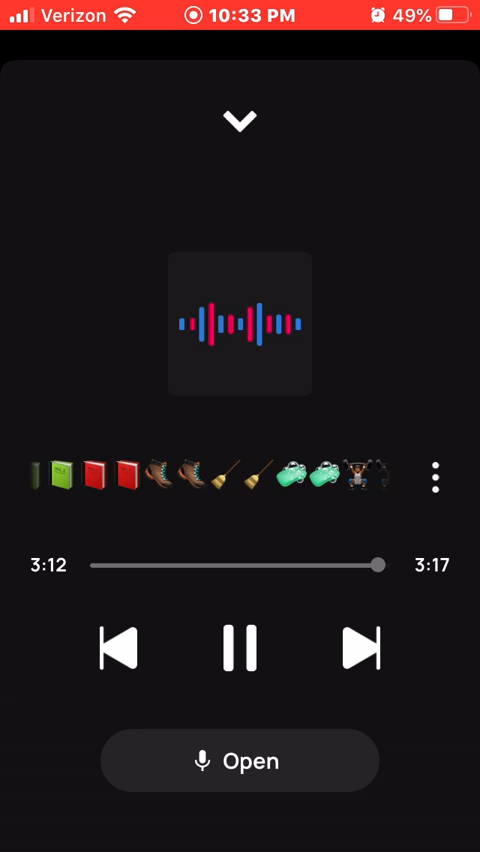 Verizon 10:33 PM 49%
📗📕📕🥾🥾🧹🧹🧼🧼🏋🏾
3:12 3:17
Open